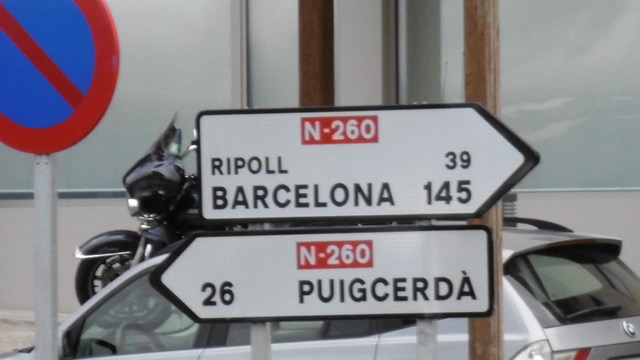 N-260
RIPOLL 39
BARCELONA 145
N-260
26 PUIGCERDÀ